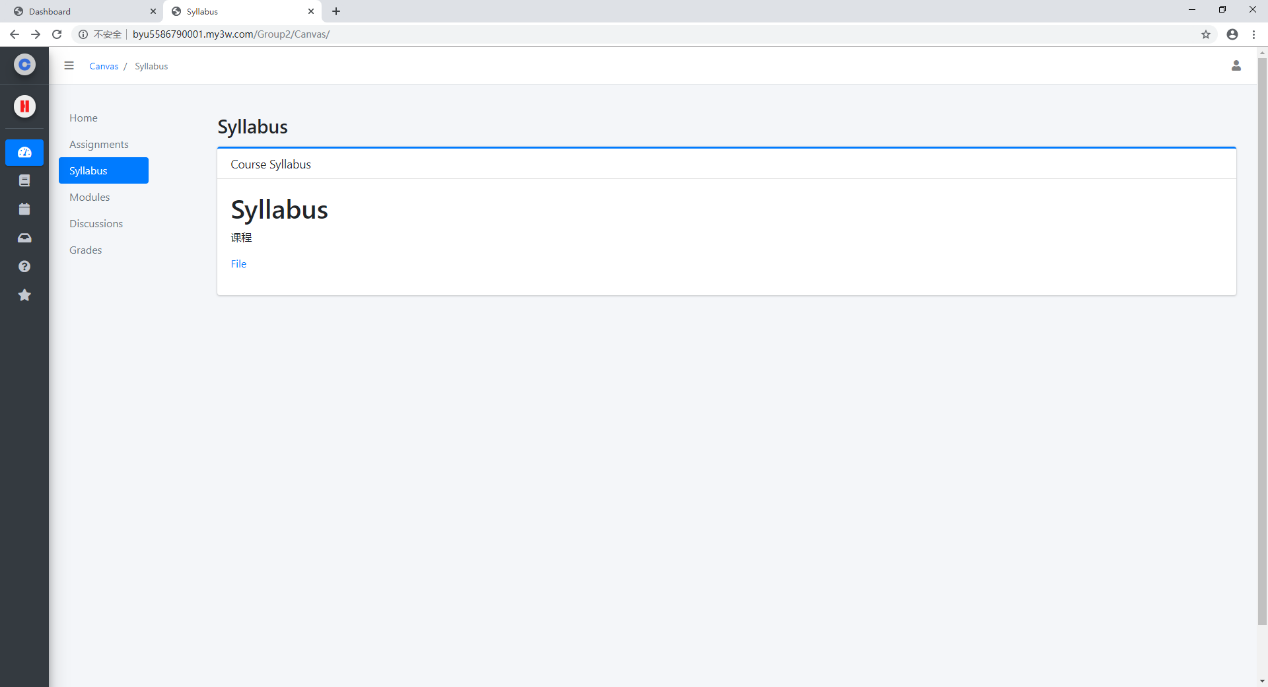 Dashboard
Syllabus
不安全 | byu5586790001.my3w.com/Group2/Canvas/
C
Canvas / Syllabus
H
Home
Assignments
Syllabus
Modules
Discussions
Grades
Syllabus
Course Syllabus
Syllabus
课程
File